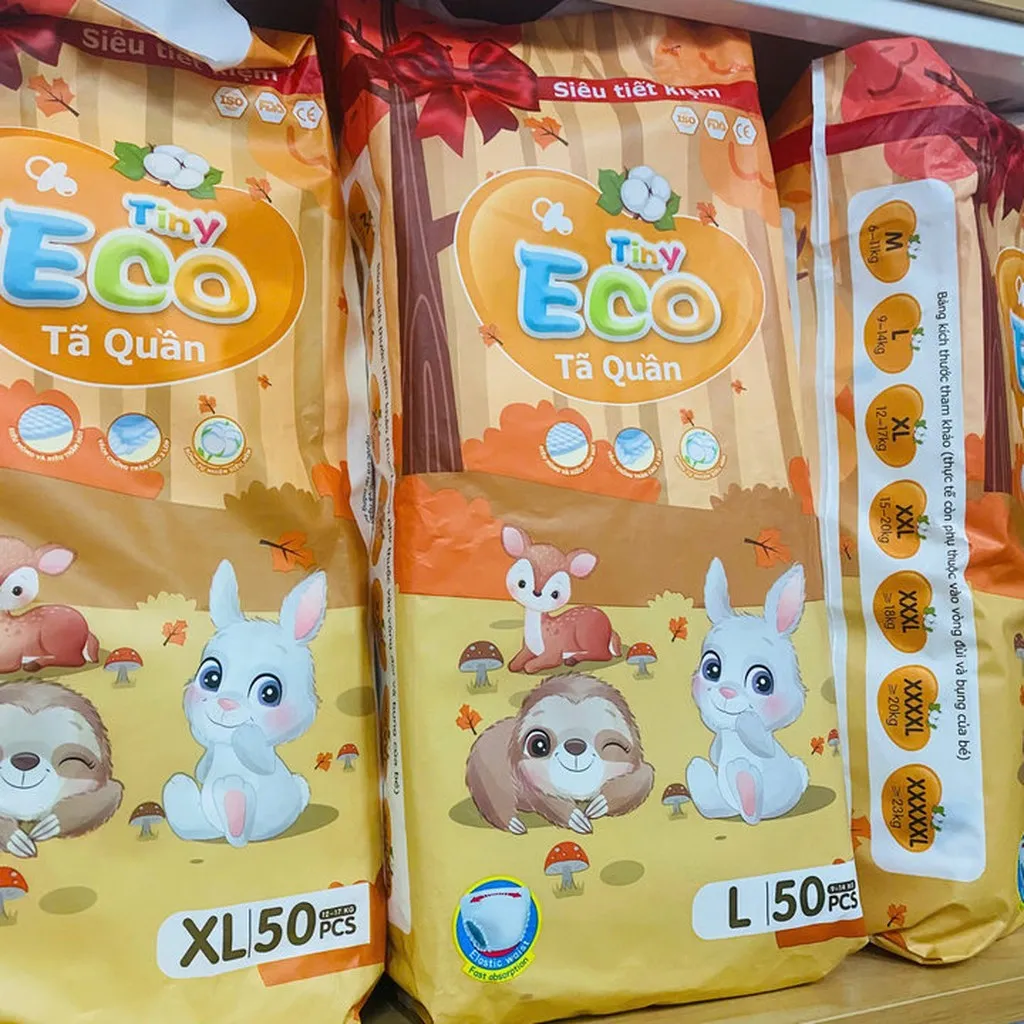 Siêu tiết kiệm
ISO FDA CE
Tiny
ECO
Tã Quần
XL 50 12-17 KG
PCS
Siêu tiết kiệm
ISO FDA CE
Tiny
ECO
Tã Quần
Elastic waist
Fast absorption
L 50 9-14 KG
PCS
Bảng kích thước tham khảo (thực tế còn phụ thuộc vào vòng đùi và bụng của bé)
M
6-11kg
L
9-14kg
XL
12-17kg
XXL
15-20kg
XXXL
≥18kg
XXXXL
≥20kg
XXXXXL
≥23kg